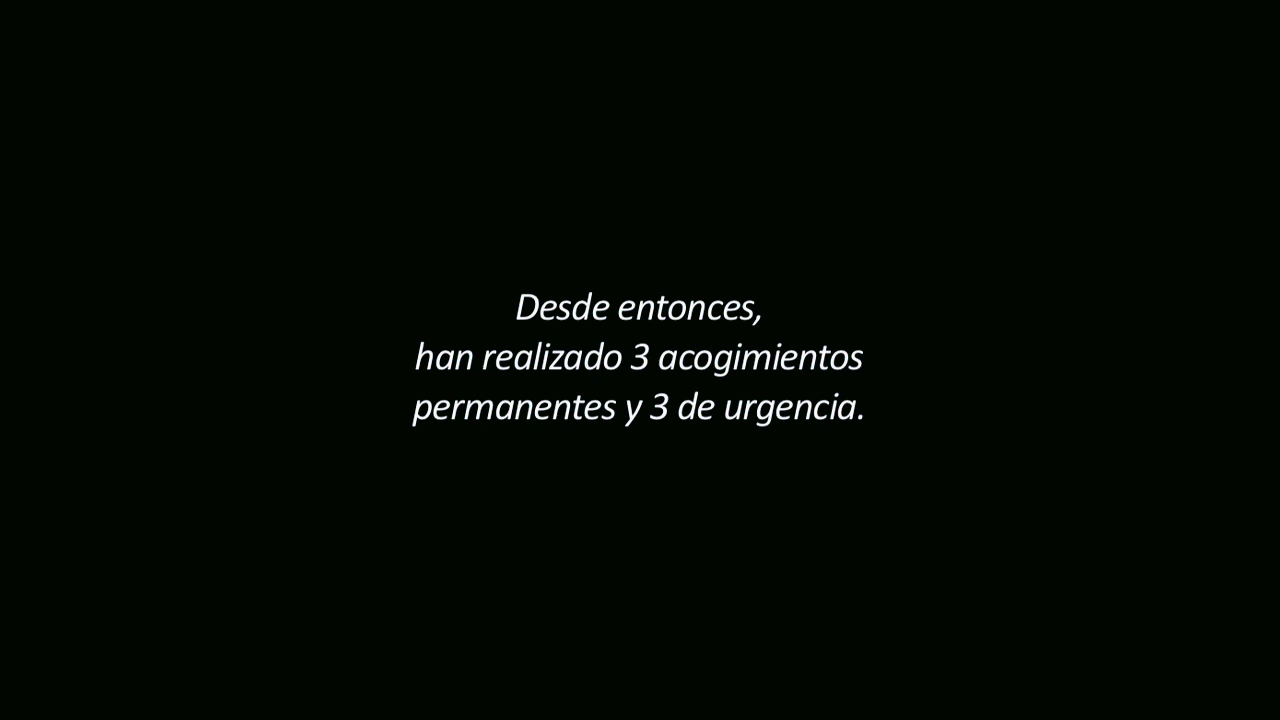 Desde entonces,
han realizado 3 acogimientos
permanentes y 3 de urgencia.